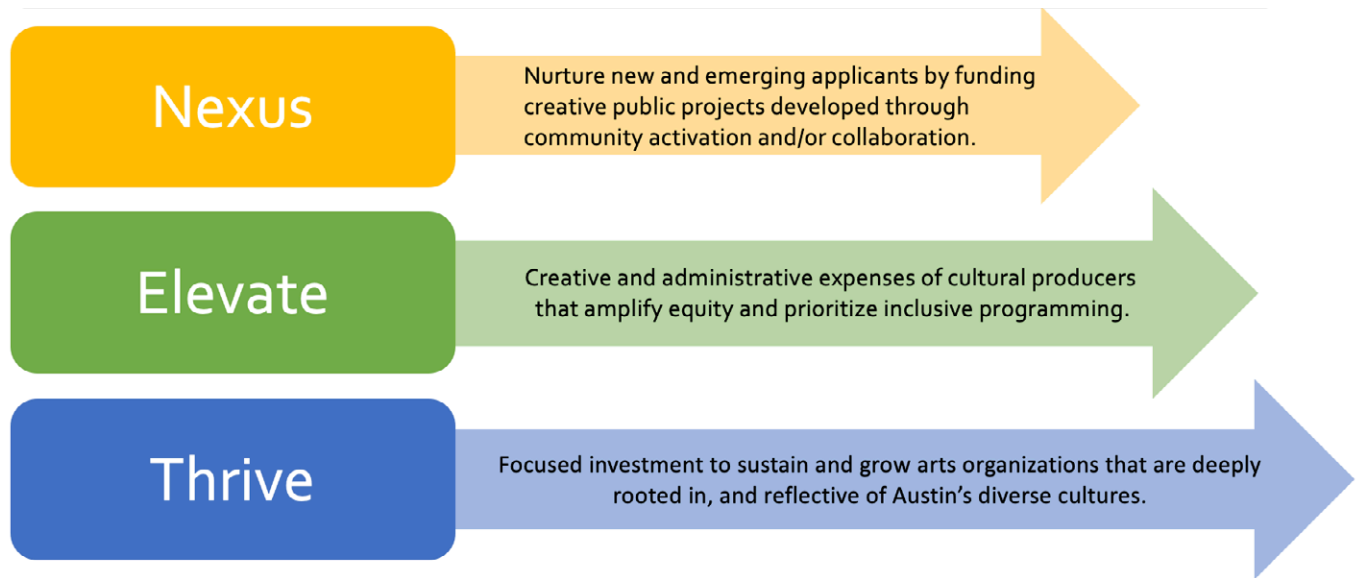 Nexus
Nurture new and emerging applicants by funding
creative public projects developed through
community activation and/or collaboration.
Elevate
Creative and administrative expenses of cultural producers
that amplify equity and prioritize inclusive programming.
Thrive
Focused investment to sustain and grow arts organizations that are deeply
rooted in, and reflective of Austin’s diverse cultures.